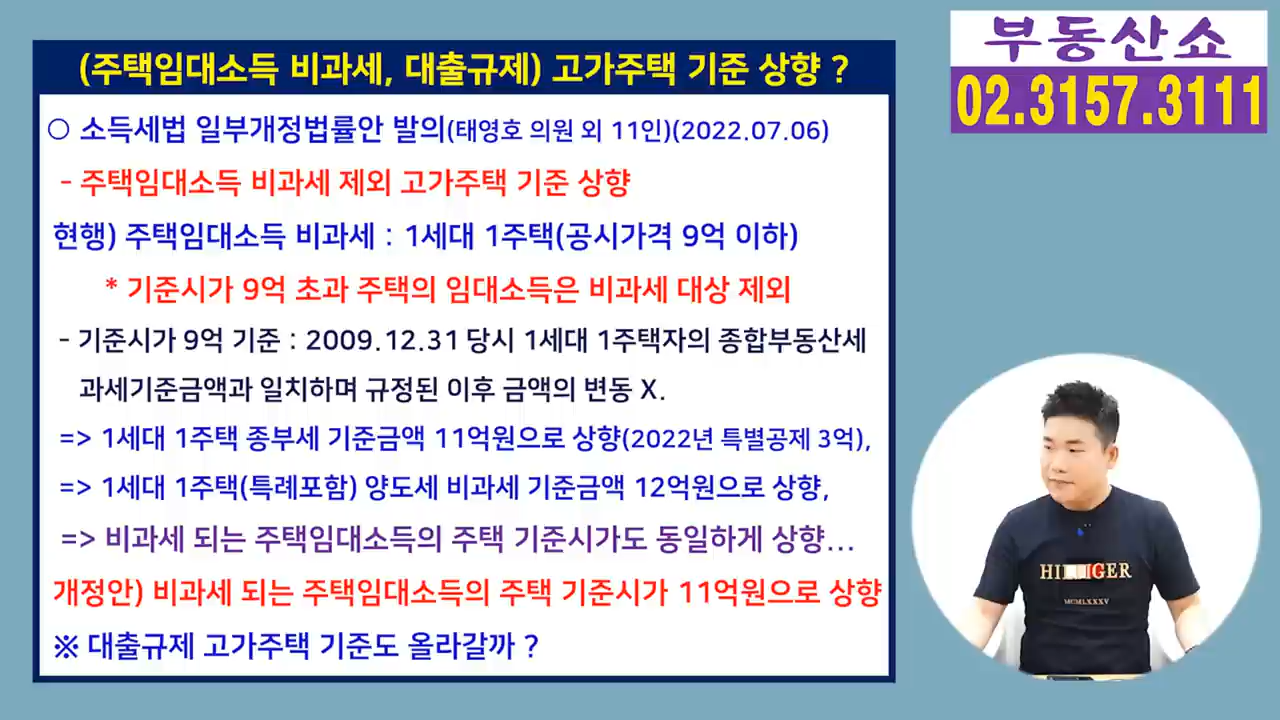 부동산쇼
02.3157.3111
(주택임대소득 비과세, 대출규제) 고가주택 기준 상향 ?
○ 소득세법 일부개정법률안 발의(태영호 의원 외 11인)(2022.07.06)
- 주택임대소득 비과세 제외 고가주택 기준 상향
현행) 주택임대소득 비과세 : 1세대 1주택(공시가격 9억 이하)
* 기준시가 9억 초과 주택의 임대소득은 비과세 대상 제외
- 기준시가 9억 기준 : 2009.12.31 당시 1세대 1주택자의 종합부동산세
과세기준금액과 일치하며 규정된 이후 금액의 변동 X.
=> 1세대 1주택 종부세 기준금액 11억원으로 상향(2022년 특별공제 3억),
=> 1세대 1주택(특례포함) 양도세 비과세 기준금액 12억원으로 상향,
=> 비과세 되는 주택임대소득의 주택 기준시가도 동일하게 상향...
개정안) 비과세 되는 주택임대소득의 주택 기준시가 11억원으로 상향
※ 대출규제 고가주택 기준도 올라갈까 ?
MCMLXXXV